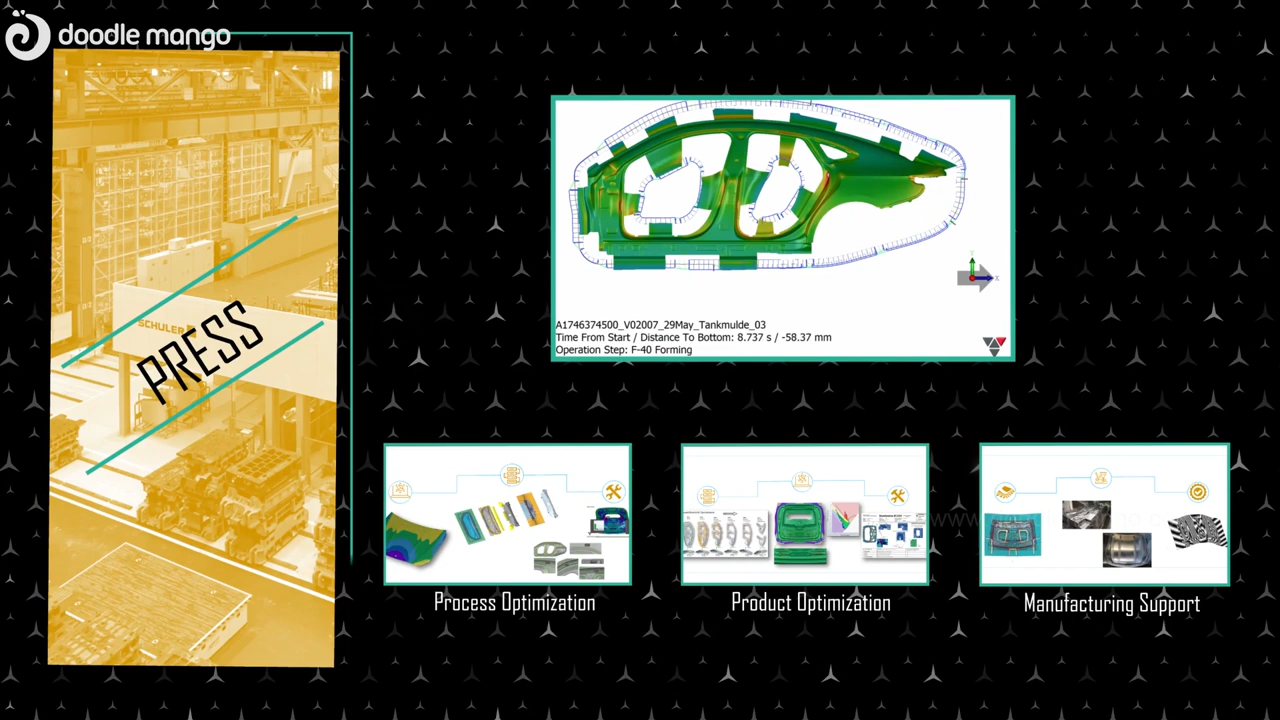 doodle mango
SCHULER
PRESS
A1746374500_V02007_29May_Tankmulde_03
Time From Start / Distance To Bottom: 8.737 s / -58.37 mm
Operation Step: F-40 Forming
Y
X
Process Optimization
Product Optimization
Manufacturing Support